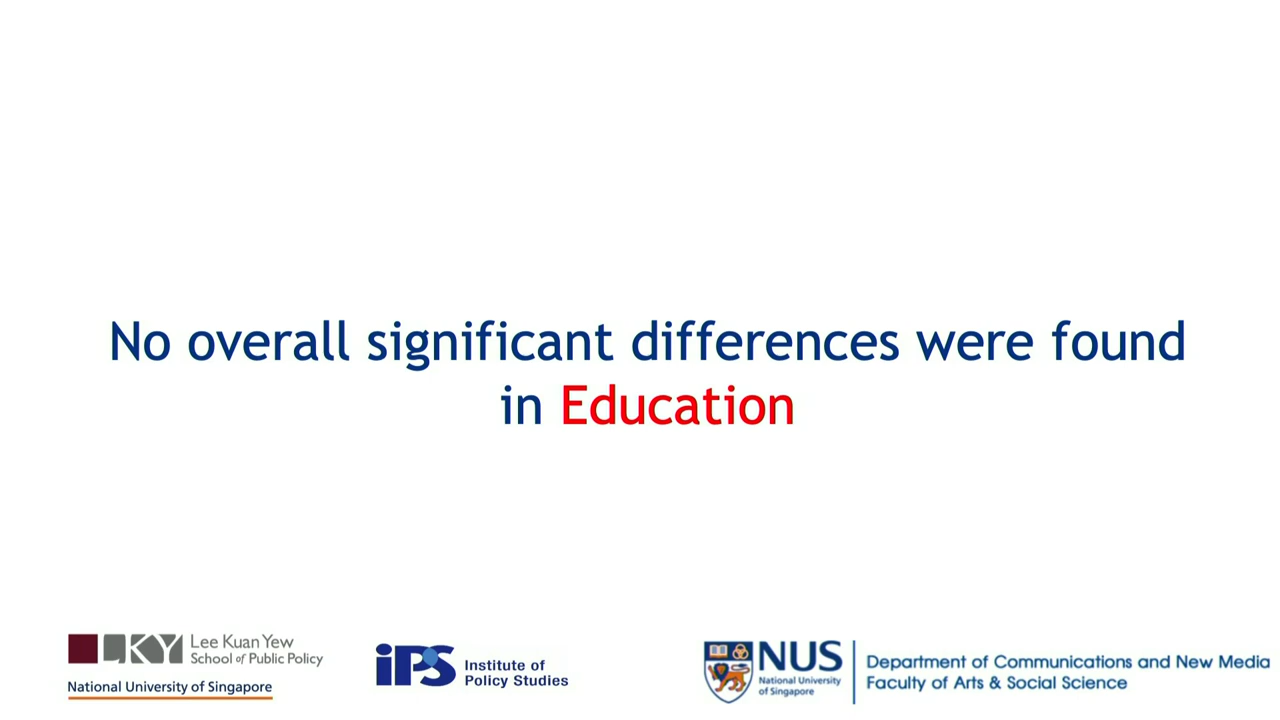 No overall significant differences were found
in Education
LKY Lee Kuan Yew
School of Public Policy
National University of Singapore
iPS Institute of
Policy Studies
NUS
National University
of Singapore
Department of Communications and New Media
Faculty of Arts & Social Science